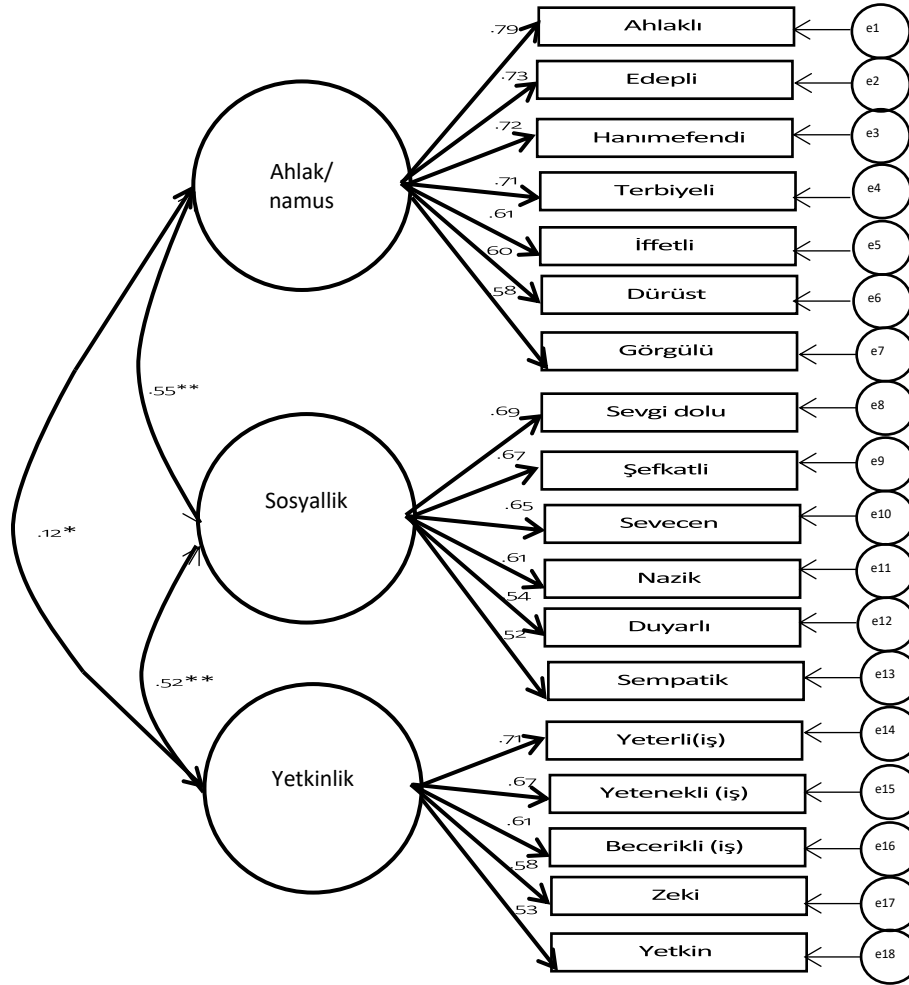 .79
Ahlaklı
e1
.73
Edepli
e2
.72
Hanımefendi
e3
Ahlak/
namus
.71
Terbiyeli
e4
.61
İffetli
e5
.60
Dürüst
e6
.58
Görgülü
e7
.55**
.69
Sevgi dolu
e8
.67
Şefkatli
e9
Sosyallik
.65
Sevecen
e10
.12*
.61
Nazik
e11
.54
Duyarlı
e12
.52
Sempatik
e13
.52**
.71
Yeterli(iş)
e14
Yetkinlik
.67
Yetenekli (iş)
e15
.61
Becerikli (iş)
e16
.58
Zeki
e17
.53
Yetkin
e18